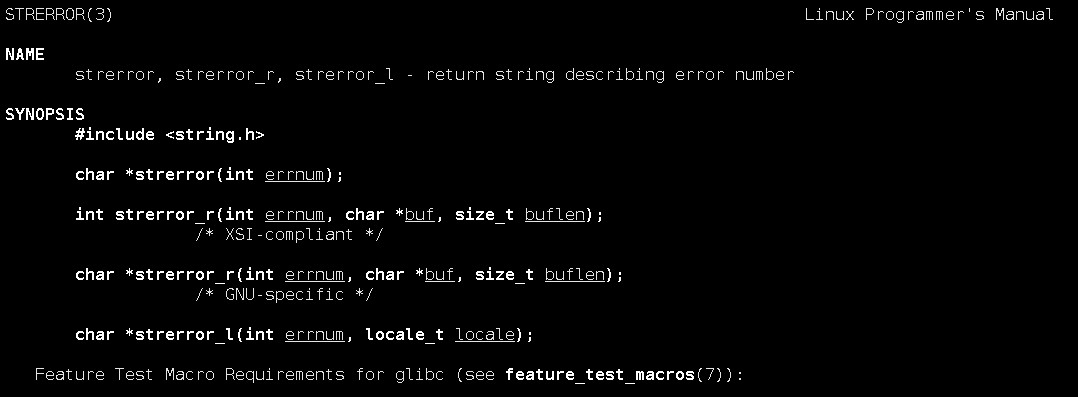 STRERROR(3) Linux Programmer's Manual
NAME
strerror, strerror_r, strerror_l - return string describing error number
SYNOPSIS
#include <string.h>
char *strerror(int errnum);
int strerror_r(int errnum, char *buf, size_t buflen);
/* XSI-compliant */
char *strerror_r(int errnum, char *buf, size_t buflen);
/* GNU-specific */
char *strerror_l(int errnum, locale_t locale);
Feature Test Macro Requirements for glibc (see feature_test_macros(7)):